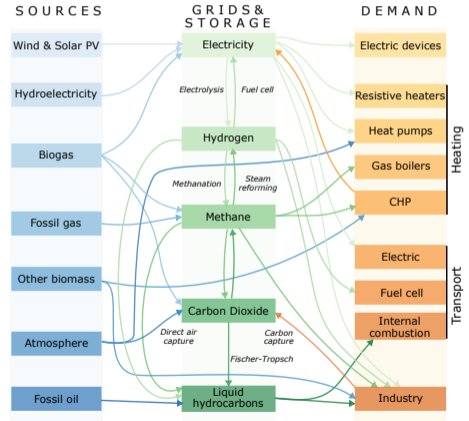 SOURCES
GRIDS &
STORAGE
DEMAND
Wind & Solar PV
Electricity
Electric devices
Hydroelectricity
Electrolysis
Fuel cell
Resistive heaters
Heat pumps
Hydrogen
Biogas
Gas boilers
Methanation
Steam
reforming
CHP
Heating
Fossil gas
Methane
Electric
Other biomass
Fuel cell
Carbon Dioxide
Internal
combustion
Transport
Atmosphere
Direct air
capture
Carbon
capture
Fischer-Tropsch
Fossil oil
Liquid
hydrocarbons
Industry